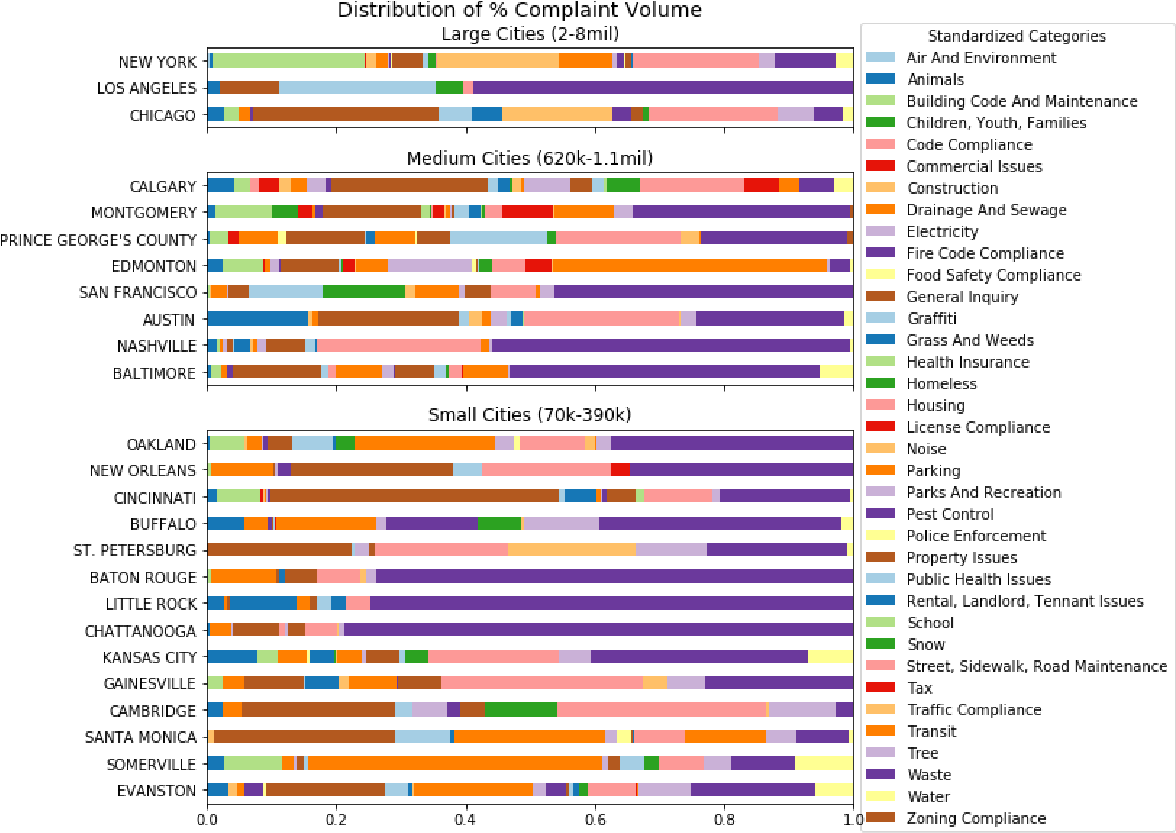 Distribution of % Complaint Volume
Large Cities (2-8mil)
NEW YORK
LOS ANGELES
CHICAGO
Medium Cities (620k-1.1mil)
CALGARY
MONTGOMERY
PRINCE GEORGE'S COUNTY
EDMONTON
SAN FRANCISCO
AUSTIN
NASHVILLE
BALTIMORE
Small Cities (70k-390k)
OAKLAND
NEW ORLEANS
CINCINNATI
BUFFALO
ST. PETERSBURG
BATON ROUGE
LITTLE ROCK
CHATTANOOGA
KANSAS CITY
GAINESVILLE
CAMBRIDGE
SANTA MONICA
SOMERVILLE
EVANSTON
0.0 0.2 0.4 0.6 0.8 1.0
Standardized Categories
Air And Environment
Animals
Building Code And Maintenance
Children, Youth, Families
Code Compliance
Commercial Issues
Construction
Drainage And Sewage
Electricity
Fire Code Compliance
Food Safety Compliance
General Inquiry
Graffiti
Grass And Weeds
Health Insurance
Homeless
Housing
License Compliance
Noise
Parking
Parks And Recreation
Pest Control
Police Enforcement
Property Issues
Public Health Issues
Rental, Landlord, Tennant Issues
School
Snow
Street, Sidewalk, Road Maintenance
Tax
Traffic Compliance
Transit
Tree
Waste
Water
Zoning Compliance